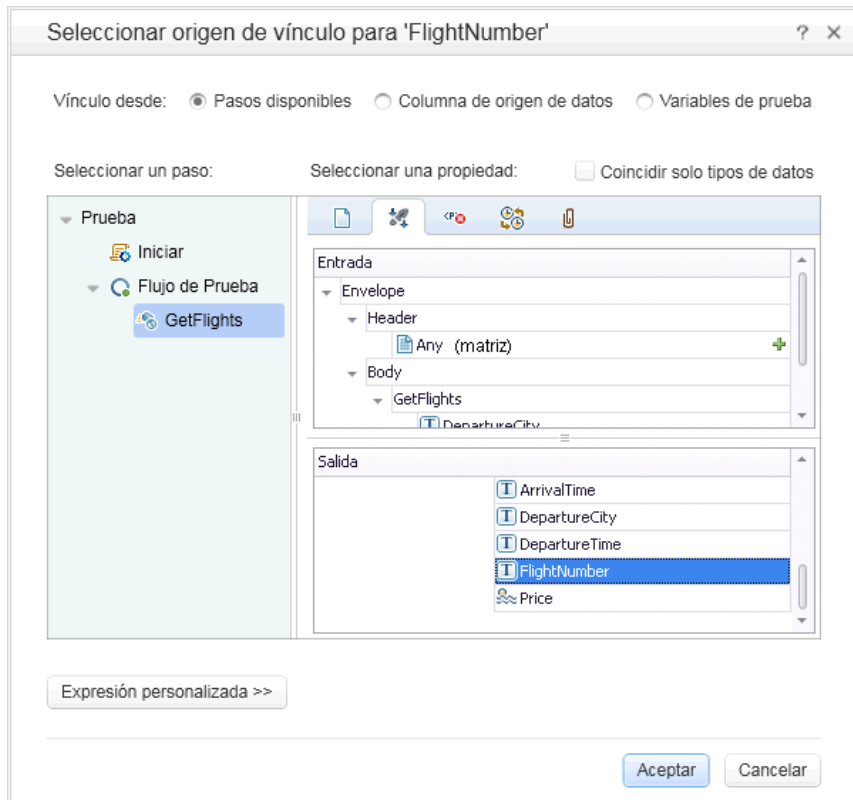 Seleccionar origen de vínculo para 'FlightNumber' ?
Vínculo desde: Pasos disponibles Columna de origen de datos Variables de prueba
Seleccionar un paso: Seleccionar una propiedad: Coincidir solo tipos de datos
Prueba
Iniciar
Flujo de Prueba
GetFlights
<P>
Entrada
Envelope
Header
Any (matriz)
Body
GetFlights
T DepartureCity
Salida
T ArrivalTime
T DepartureCity
T DepartureTime
T FlightNumber
Price
Expresión personalizada >>
Aceptar Cancelar